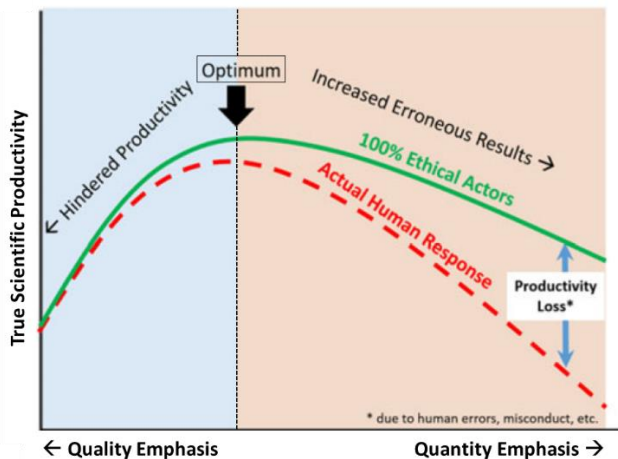 Optimum
← Hindered Productivity
Increased Erroneous Results →
100% Ethical Actors
Actual Human Response
True Scientific Productivity
Productivity
Loss*
* due to human errors, misconduct, etc.
← Quality Emphasis
Quantity Emphasis →